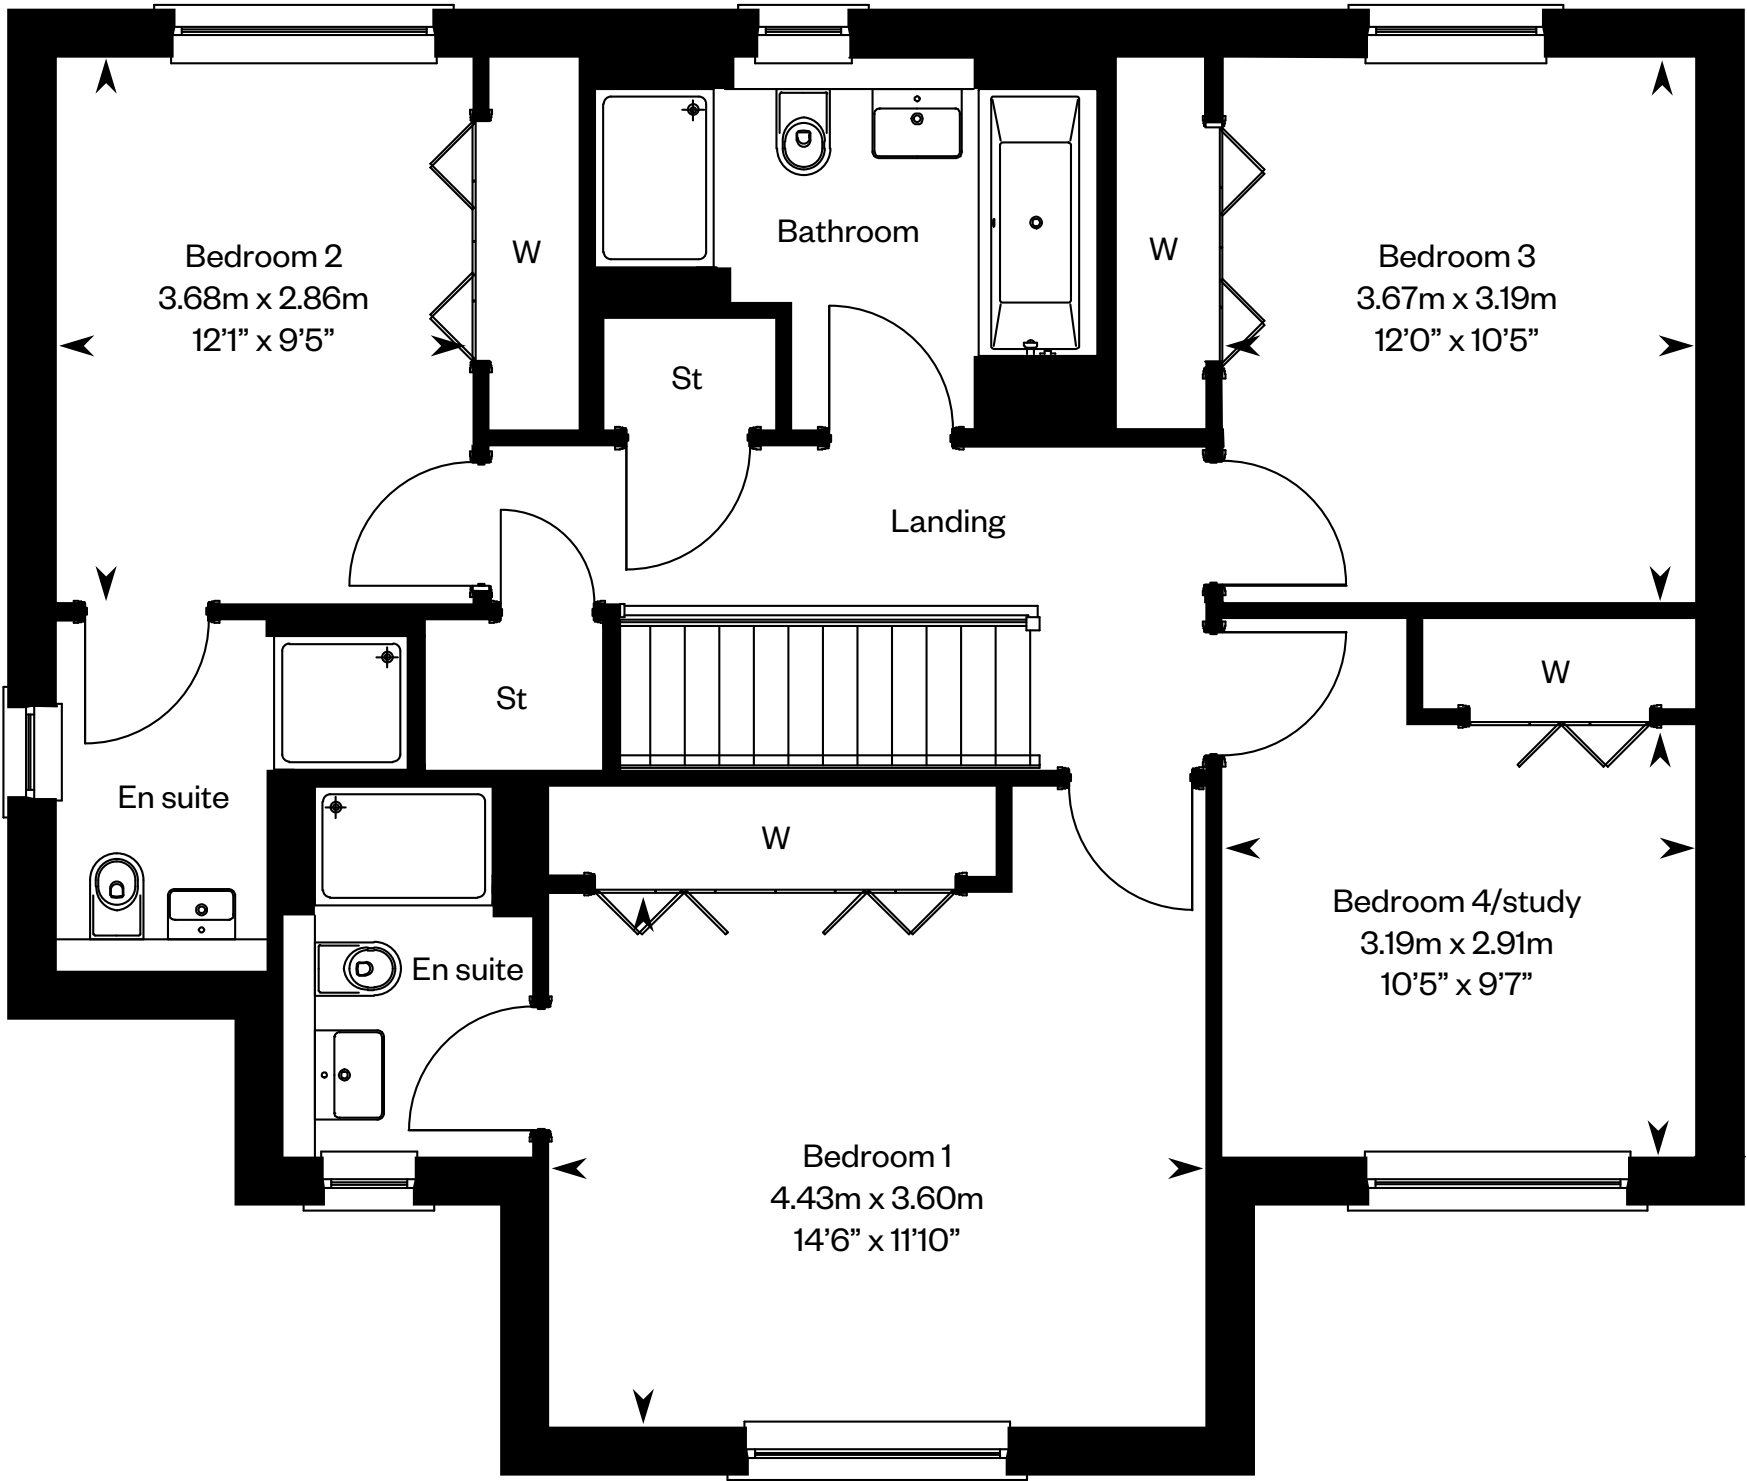 Bedroom 2
3.68m x 2.86m
12’1” x 9’5”
W
Bathroom
W
Bedroom 3
3.67m x 3.19m
12’0” x 10’5”
St
Landing
St
W
En suite
W
En suite
Bedroom 4/study
3.19m x 2.91m
10’5” x 9’7”
Bedroom 1
4.43m x 3.60m
14’6” x 11’10”